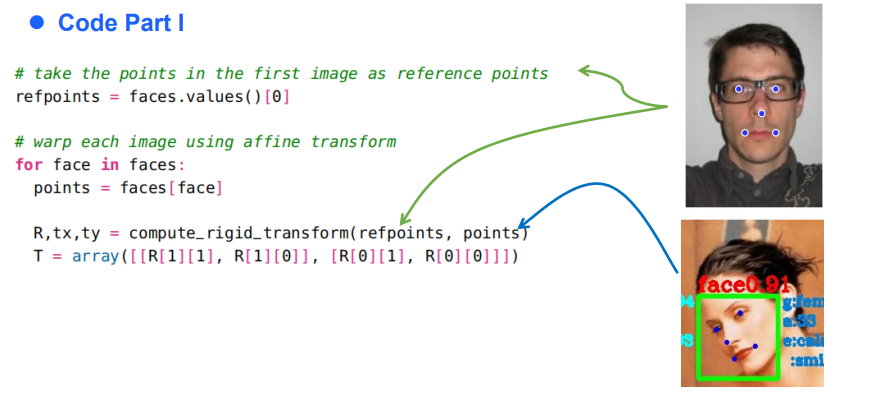 Code Part I
# take the points in the first image as reference points
refpoints = faces.values()[0]
# warp each image using affine transform
for face in faces:
points = faces[face]
R,tx,ty = compute_rigid_transform(refpoints, points)
T = array([[R[1][1], R[1][0]], [R[0][1], R[0][0]]])
face0.91
g:fem
a:33
e:cal
:smi